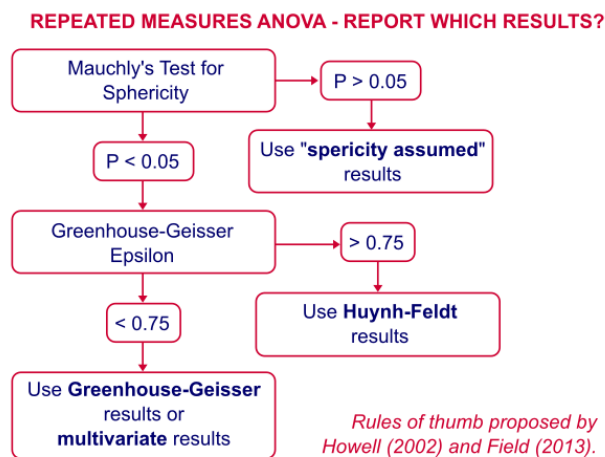 REPEATED MEASURES ANOVA - REPORT WHICH RESULTS?
Mauchly's Test for
Sphericity
P > 0.05
Use "spericity assumed"
results
P < 0.05
Greenhouse-Geisser
Epsilon
> 0.75
Use Huynh-Feldt
results
< 0.75
Use Greenhouse-Geisser
results or
multivariate results
Rules of thumb proposed by
Howell (2002) and Field (2013).